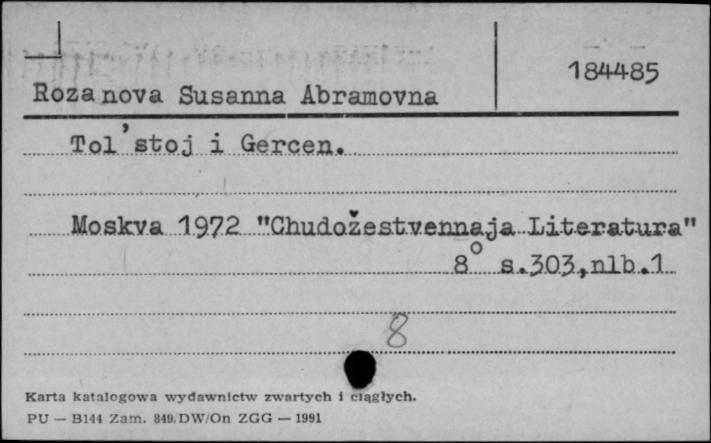 184485
Rozanova Susanna Abramovna
Tol'stoj i Gercen.
Moskva 1972 "Chudožestvennaja Literatura"
8° s.303,nlb.1
8
Karta katalogowa wydawnictw zwartych i ciągłych.
PU — B144 Zam. 849/DW/On ZGG — 1991